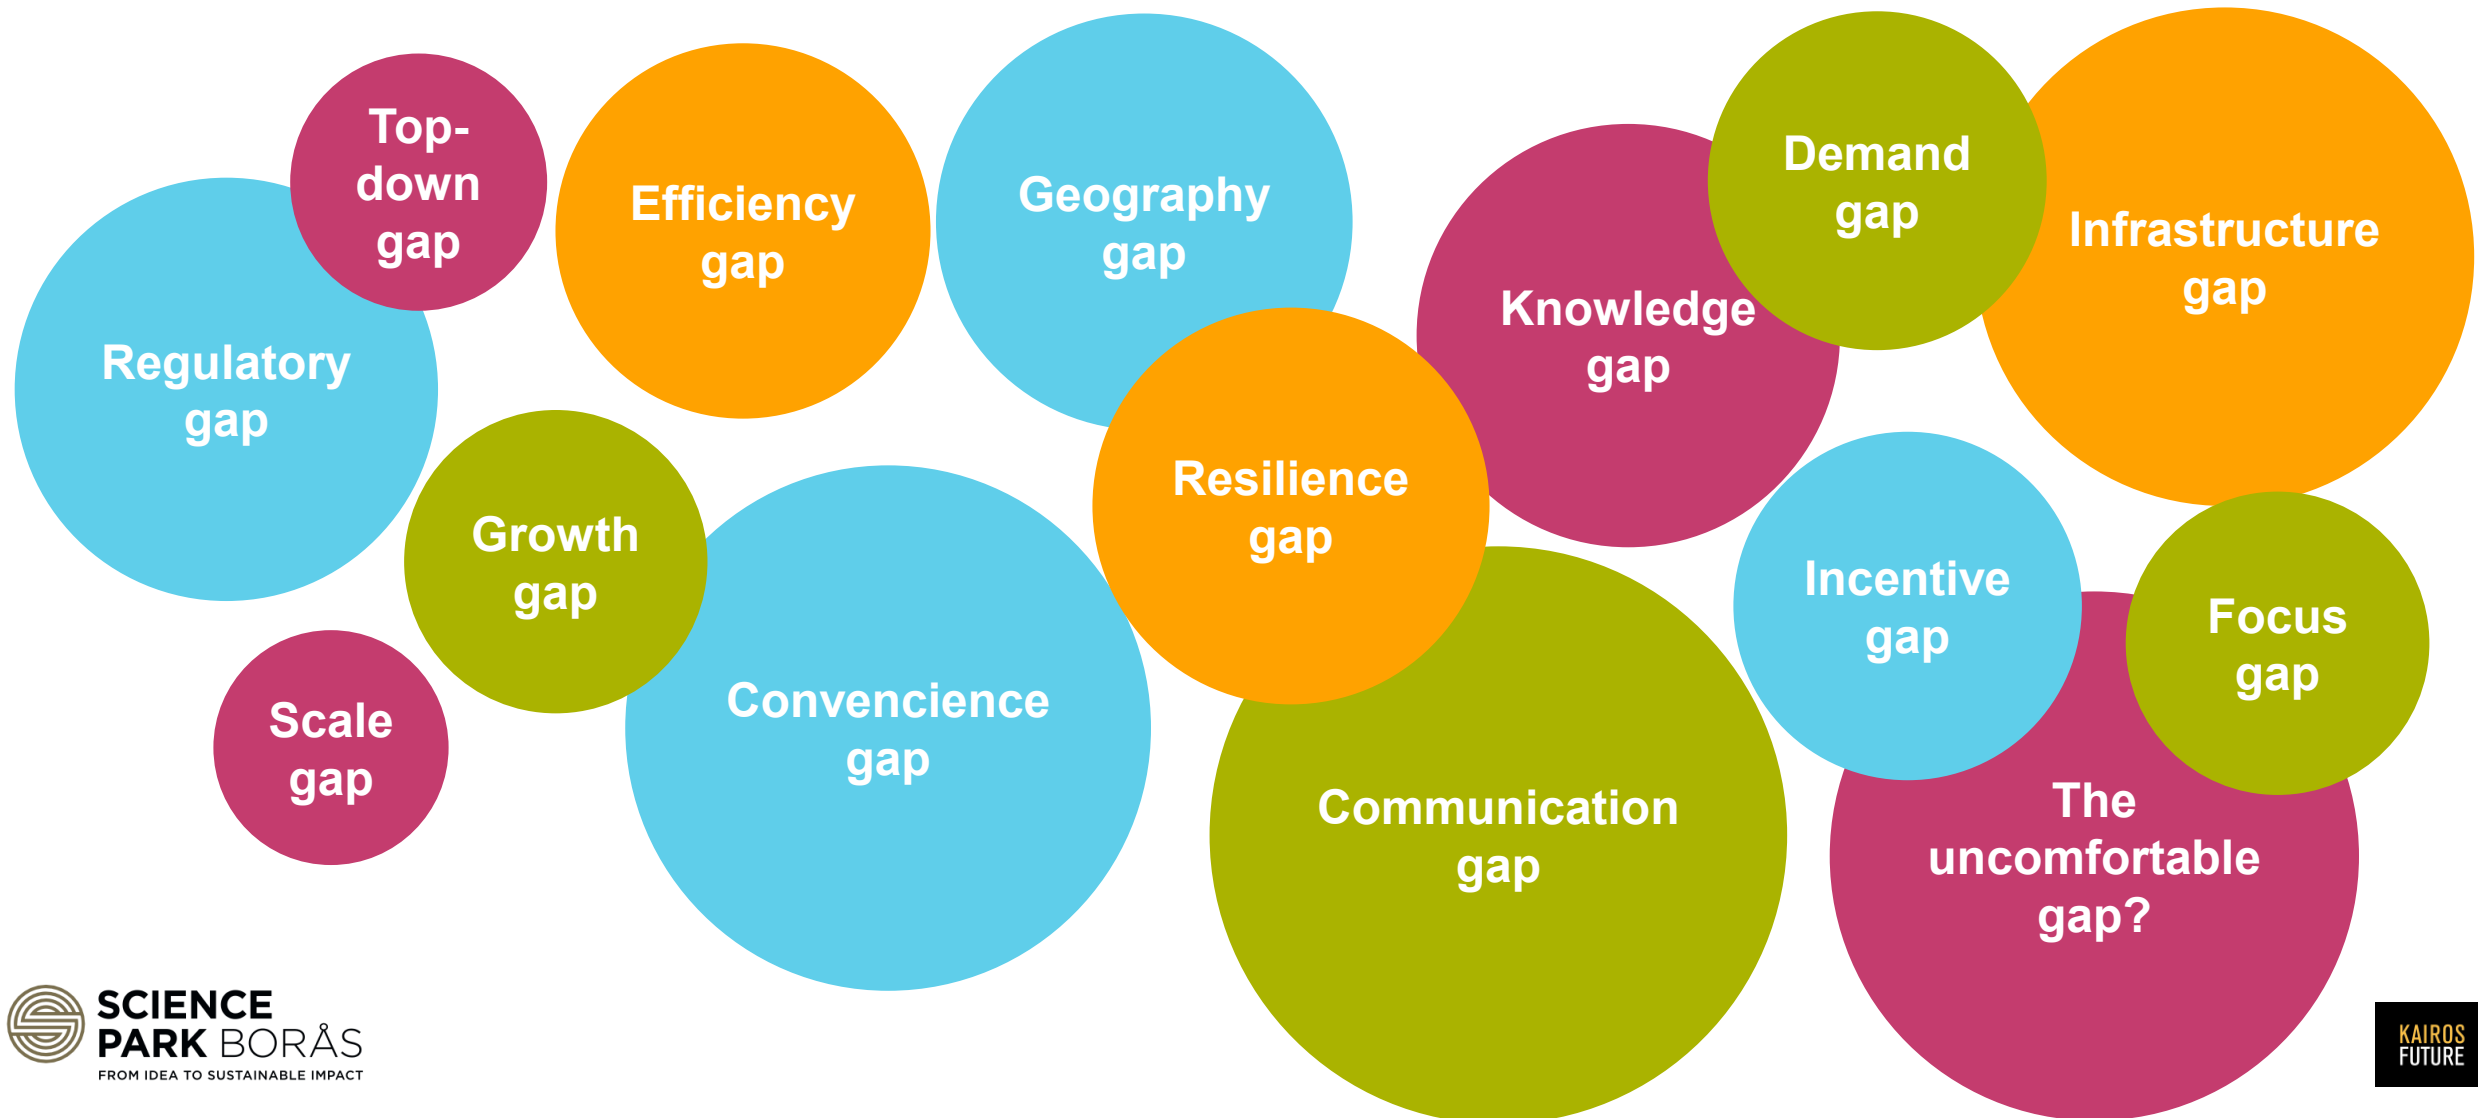 Top-
down
gap
Efficiency
gap
Geography
gap
Demand
gap
Infrastructure
gap
Regulatory
gap
Knowledge
gap
Growth
gap
Resilience
gap
Incentive
gap
Focus
gap
Scale
gap
Convencience
gap
Communication
gap
The
uncomfortable
gap?
SCIENCE
PARK BORÅS
FROM IDEA TO SUSTAINABLE IMPACT
KAIROS
FUTURE